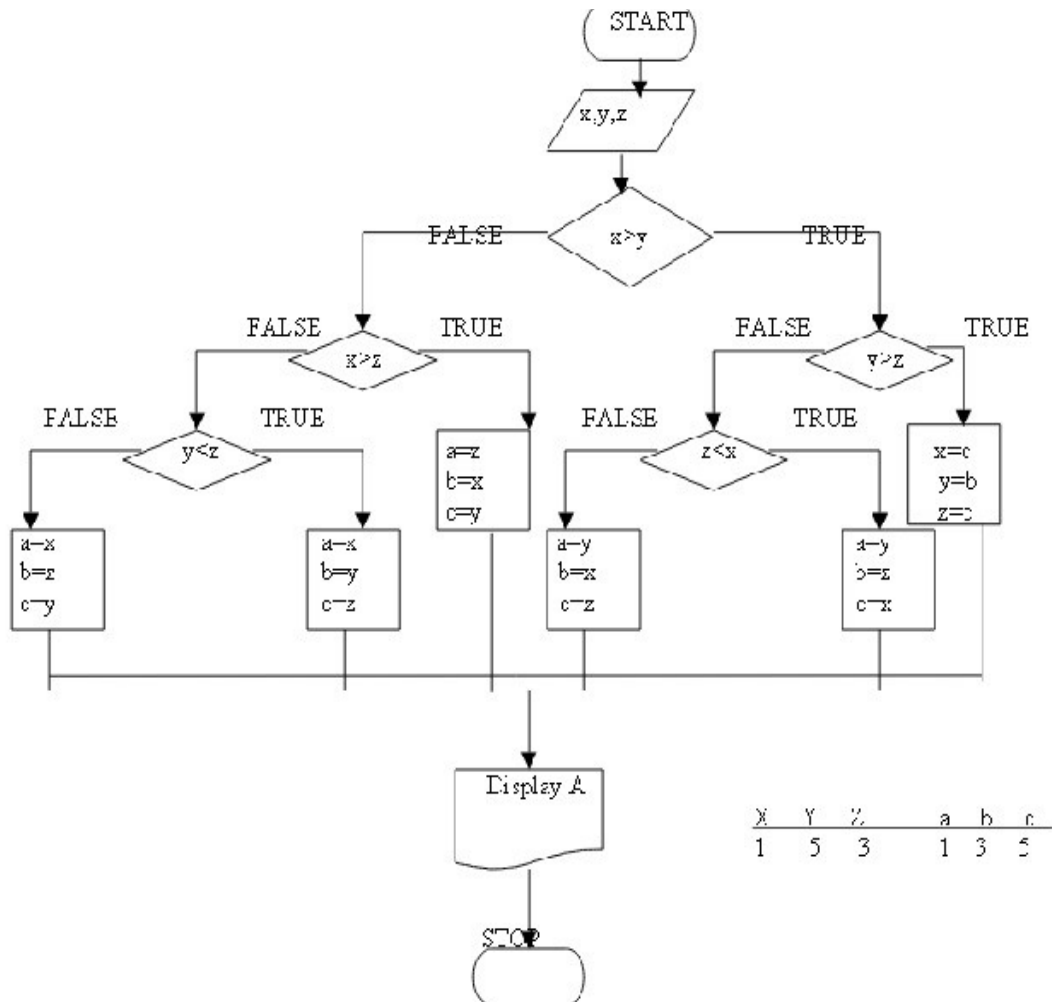 START
x,y,z
FALSE
x>y
TRUE
FALSE
TRUE
x>z
FALSE
TRUE
y>z
FALSE
TRUE
y<z
FALSE
TRUE
z<x
a=z
b=x
c=y
x=c
y=b
z=c
a=x
b=z
c=y
a=x
b=y
c=z
a=y
b=x
c=z
a=y
b=z
c=x
Display A
X Y Z a b c
1 5 3 1 3 5
STOP